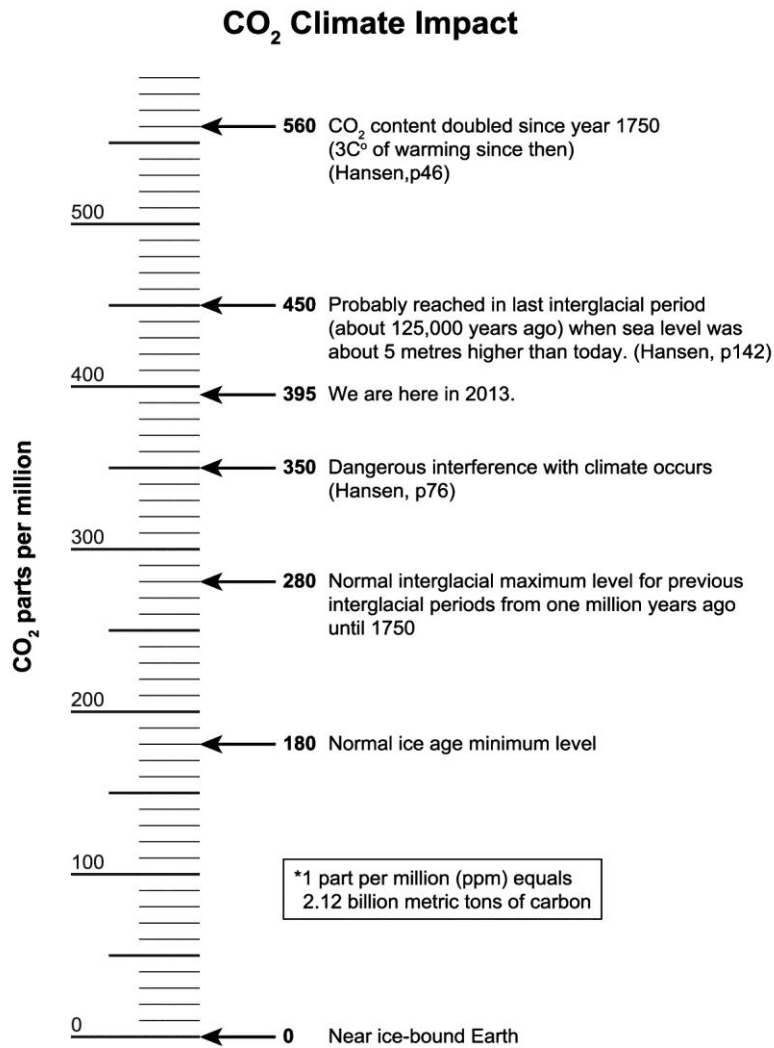 CO₂ Climate Impact
560 CO₂ content doubled since year 1750
(3Cº of warming since then)
(Hansen,p46)
500
450 Probably reached in last interglacial period
(about 125,000 years ago) when sea level was
about 5 metres higher than today. (Hansen, p142)
400
395 We are here in 2013.
350 Dangerous interference with climate occurs
(Hansen, p76)
CO₂ parts per million
300
280 Normal interglacial maximum level for previous
interglacial periods from one million years ago
until 1750
200
180 Normal ice age minimum level
100
*1 part per million (ppm) equals
2.12 billion metric tons of carbon
0
0 Near ice-bound Earth